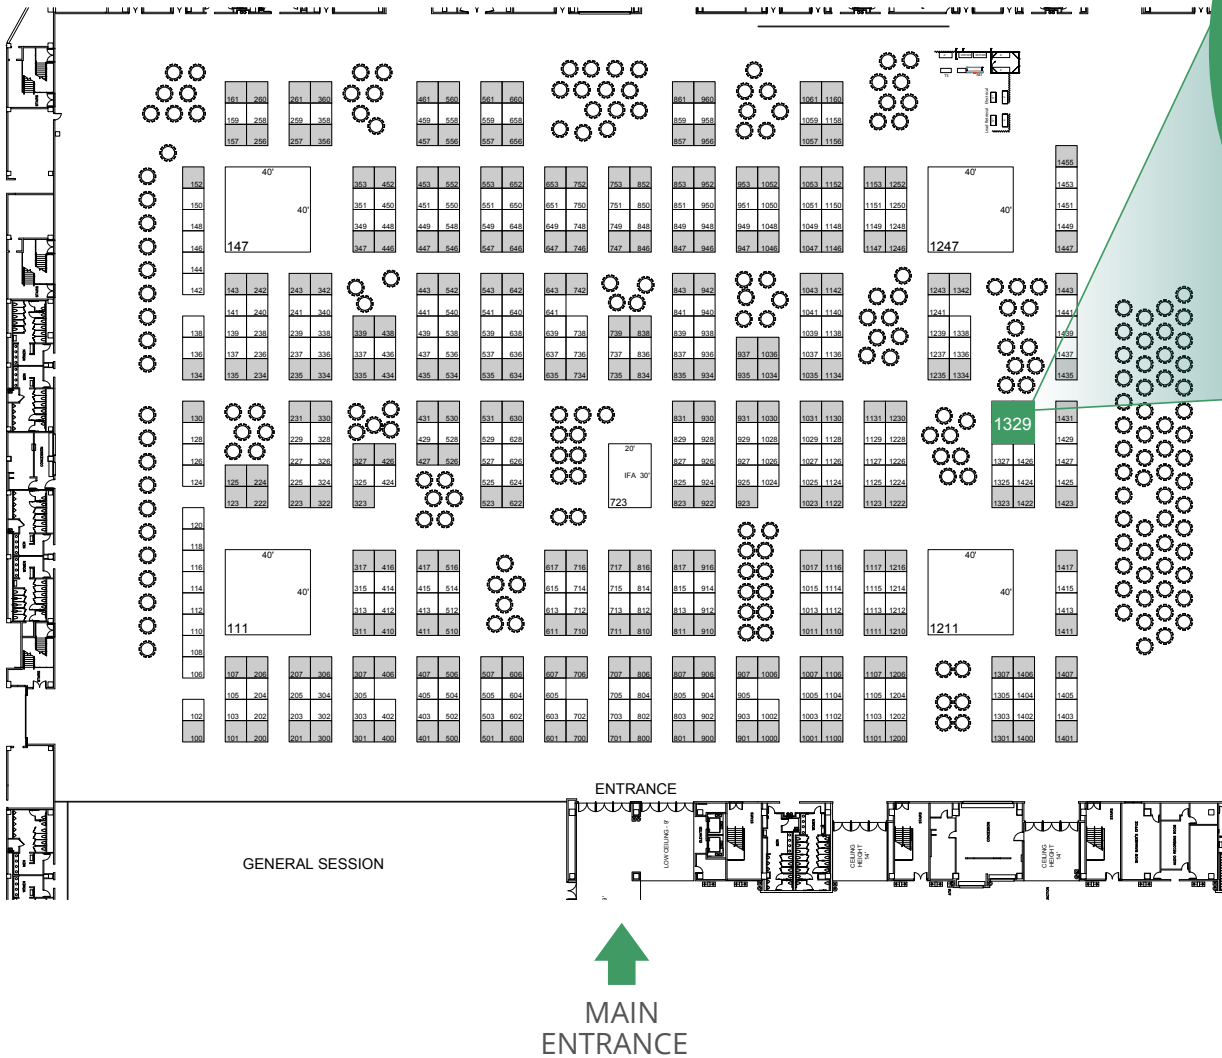 161 260 261 360 461 560 561 660 861 960 1061 1160
159 258 259 358 459 558 559 658 859 958 1059 1158
157 256 257 356 457 556 557 656 857 956 1057 1156
1455
152 40' 353 452 453 552 553 652 653 752 753 852 853 952 953 1052 1053 1152 1153 1252 40' 1453
150 40' 351 450 451 550 551 650 651 750 751 850 851 950 951 1050 1051 1150 1151 1250 40' 1451
148 349 448 449 548 549 648 649 748 749 848 849 948 949 1048 1049 1148 1149 1248 1449
146 147 347 446 447 546 547 646 647 746 747 846 847 946 947 1046 1047 1146 1147 1246 1247 1447
144
142 143 242 243 342 443 542 543 642 643 742 843 942 1043 1142 1243 1342 1443
141 240 241 340 441 540 541 640 641 841 940 1041 1140 1241 1441
138 139 238 239 338 339 438 439 538 539 638 639 738 739 838 839 938 1039 1138 1239 1338 1439
136 137 236 237 336 337 436 437 536 537 636 637 736 737 836 837 936 937 1036 1037 1136 1237 1336 1437
134 135 234 235 334 335 434 435 534 535 634 635 734 735 834 835 934 935 1034 1035 1134 1235 1334 1435
130 231 330 431 530 531 630 831 930 931 1030 1031 1130 1131 1230 1329 1431
128 229 328 429 528 529 628 829 928 929 1028 1029 1128 1129 1228 1429
126 227 326 327 426 427 526 527 626 20' 827 926 927 1026 1027 1126 1127 1226 1327 1426 1427
124 125 224 225 324 325 424 525 624 IFA 30' 825 924 925 1024 1025 1124 1125 1224 1325 1424 1425
123 222 223 322 323 523 622 723 823 922 923 1023 1122 1123 1222 1323 1422 1423
120
118
116 40' 317 416 417 516 617 716 717 816 817 916 1017 1116 1117 1216 40' 1417
114 40' 315 414 415 514 615 714 715 814 815 914 1015 1114 1115 1214 40' 1415
112 313 412 413 512 613 712 713 812 813 912 1013 1112 1113 1212 1413
110 111 311 410 411 510 611 710 711 810 811 910 1011 1110 1111 1210 1211 1411
108
106 107 206 207 306 307 406 407 506 507 606 607 706 707 806 807 906 907 1006 1007 1106 1107 1206 1307 1406 1407
105 204 205 304 305 405 504 505 604 605 705 804 805 904 905 1005 1104 1105 1204 1305 1404 1405
102 103 202 203 302 303 402 403 502 503 602 603 702 703 802 803 902 903 1002 1003 1102 1103 1202 1303 1402 1403
100 101 200 201 300 301 400 401 500 501 600 601 700 701 800 801 900 901 1000 1001 1100 1101 1200 1301 1400 1401
ENTRANCE
GENERAL SESSION
LOW CEILING - 9'
CEILING
HEIGHT
14'
CEILING
HEIGHT
14'
MAIN
ENTRANCE